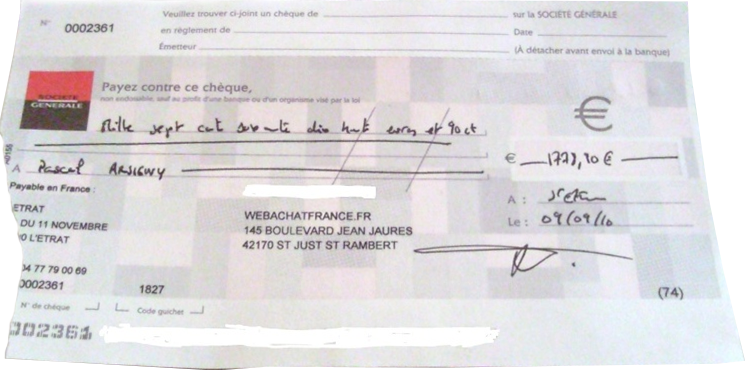 Veuillez trouver ci-joint un chèque de sur la SOCIÉTÉ GÉNÉRALE
N° 0002361 en règlement de Date
Émetteur (À détacher avant envoi à la banque)
SOCIETE GENERALE
Payez contre ce chèque,
non endossable, sauf au profit d'une banque ou d'un organisme visé par la loi
€
Mille sept cent soixante dix huit euros et 90 ct
€ 1778,90 €
A Pascal ARSIGNY
Payable en France :
A :
Le : 09/09/10
ETRAT
DU 11 NOVEMBRE
0 L'ETRAT
WEBACHATFRANCE.FR
145 BOULEVARD JEAN JAURES
42170 ST JUST ST RAMBERT
04 77 79 00 69
0002361 1827
(74)
N° de chèque Code guichet
002361